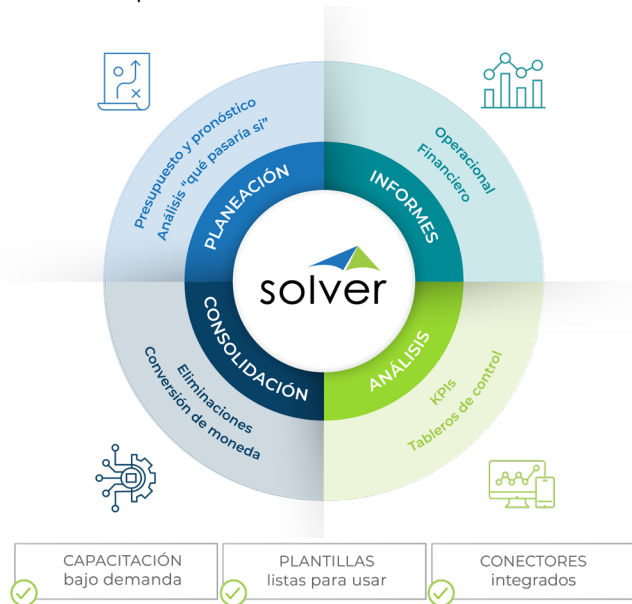 Presupuesto y pronóstico
Análisis "qué pasaría si"
PLANEACIÓN
Operacional
Financiero
INFORMES
solver
CONSOLIDACIÓN
Eliminaciones
Conversión de moneda
ANÁLISIS
KPIs
Tableros de control
CAPACITACIÓN
bajo demanda
PLANTILLAS
listas para usar
CONECTORES
integrados